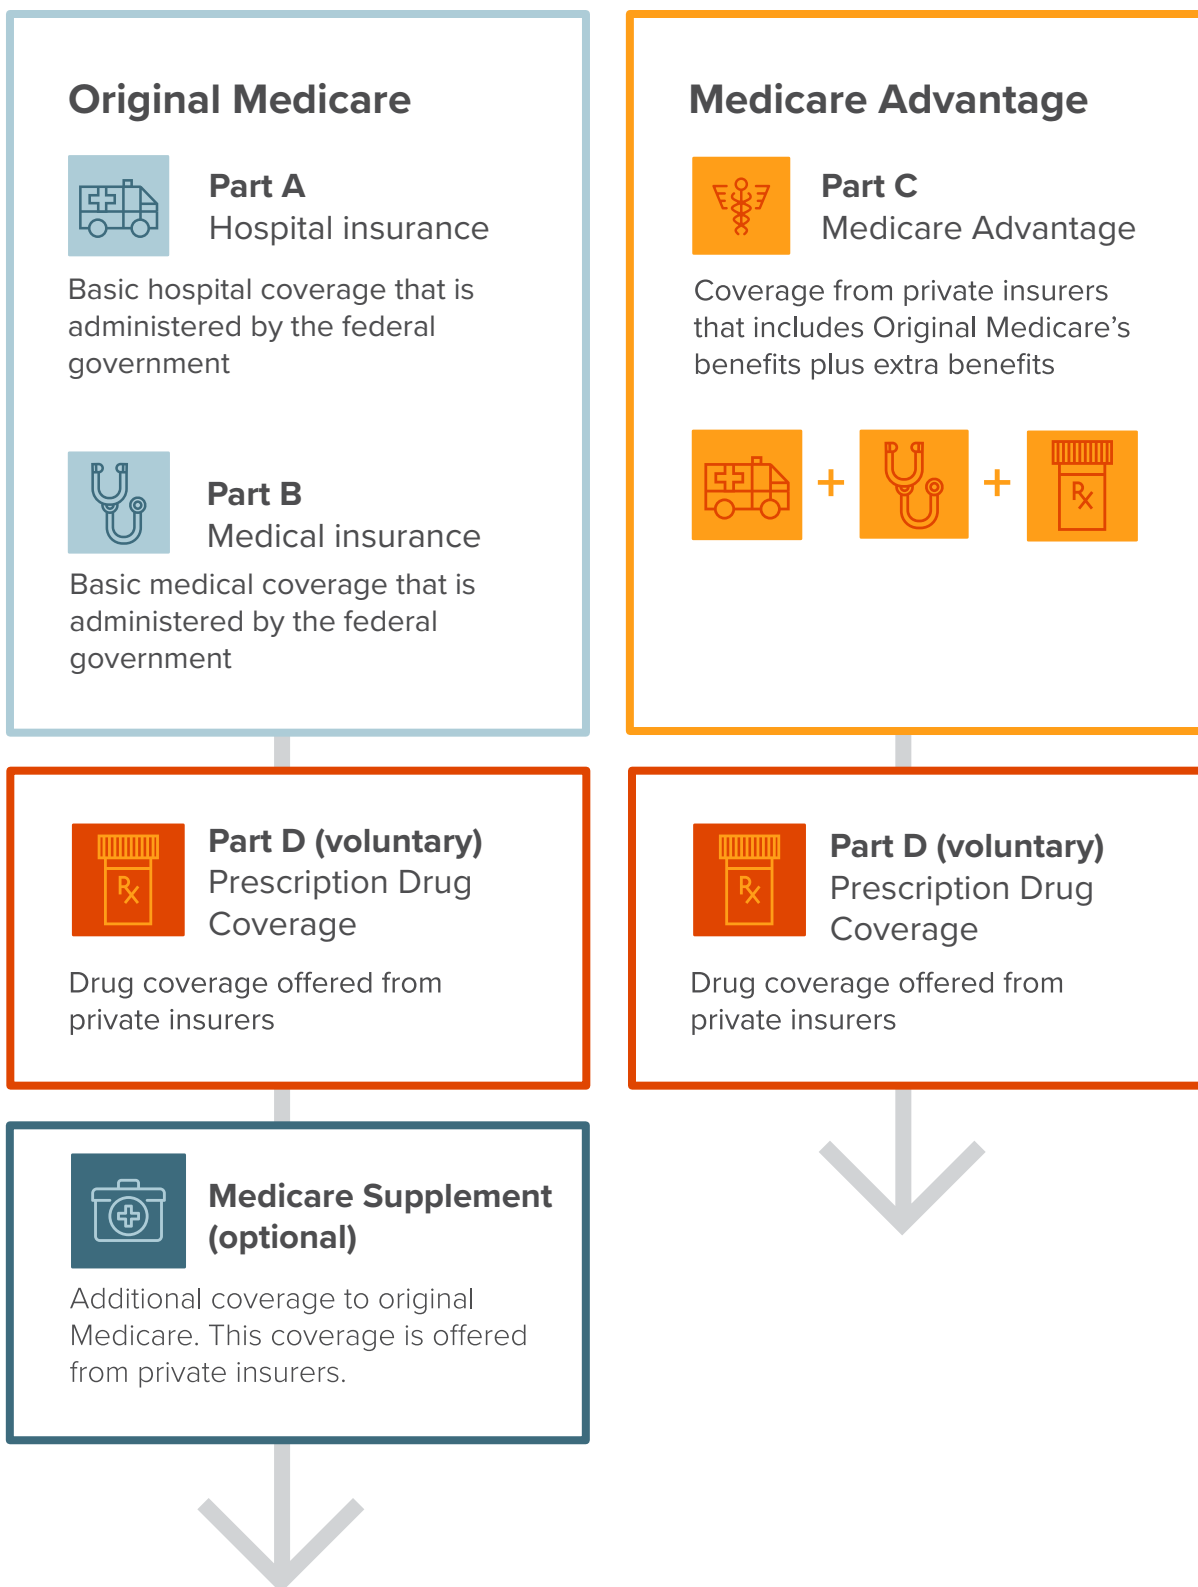 Original Medicare
Part A
Hospital insurance
Basic hospital coverage that is
administered by the federal
government
Part B
Medical insurance
Basic medical coverage that is
administered by the federal
government
Part D (voluntary)
Prescription Drug
Coverage
Rx
Drug coverage offered from
private insurers
Medicare Supplement
(optional)
Additional coverage to original
Medicare. This coverage is offered
from private insurers.
Medicare Advantage
Part C
Medicare Advantage
Coverage from private insurers
that includes Original Medicare’s
benefits plus extra benefits
+ + Rx
Part D (voluntary)
Prescription Drug
Coverage
Rx
Drug coverage offered from
private insurers